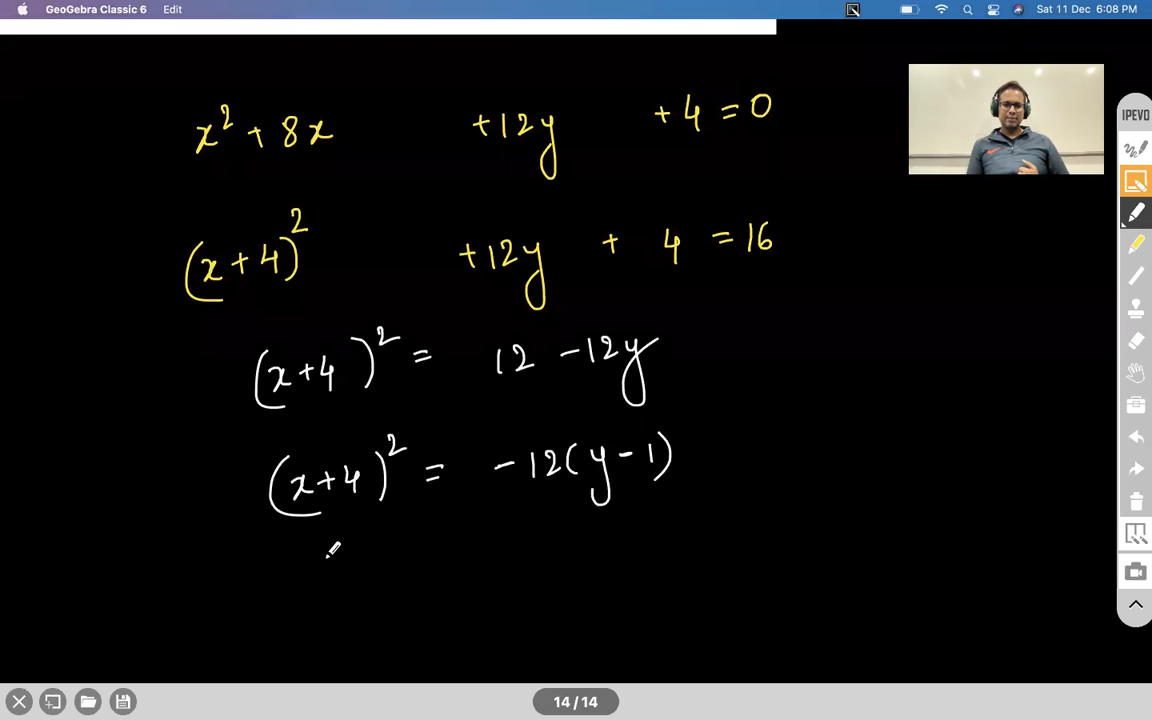 GeoGebra Classic 6 Edit Sat 11 Dec 6:08 PM
x² + 8x +12y +4 = 0
IPEVO
(x+4)² +12y + 4 = 16
(x+4)² = 12 -12y
(x+4)² = -12(y-1)
14 / 14